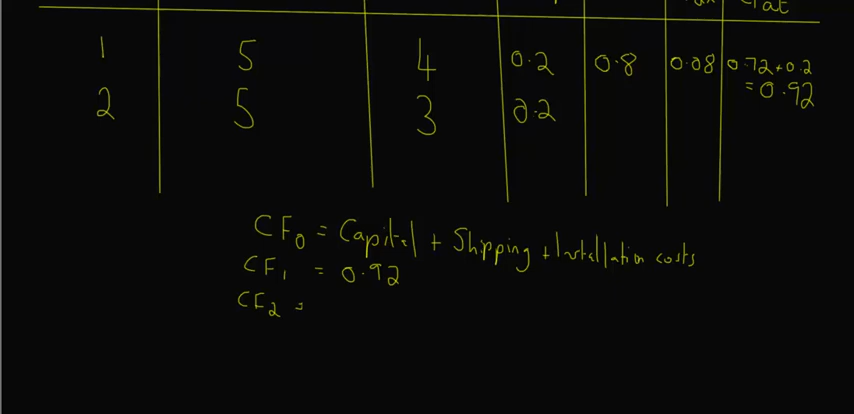 1 5 4 0.2 0.8 0.08 0.72+0.2
= 0.92
2 5 3 0.2
CF0 = Capital + Shipping + Installation costs
CF1 = 0.92
CF2 =